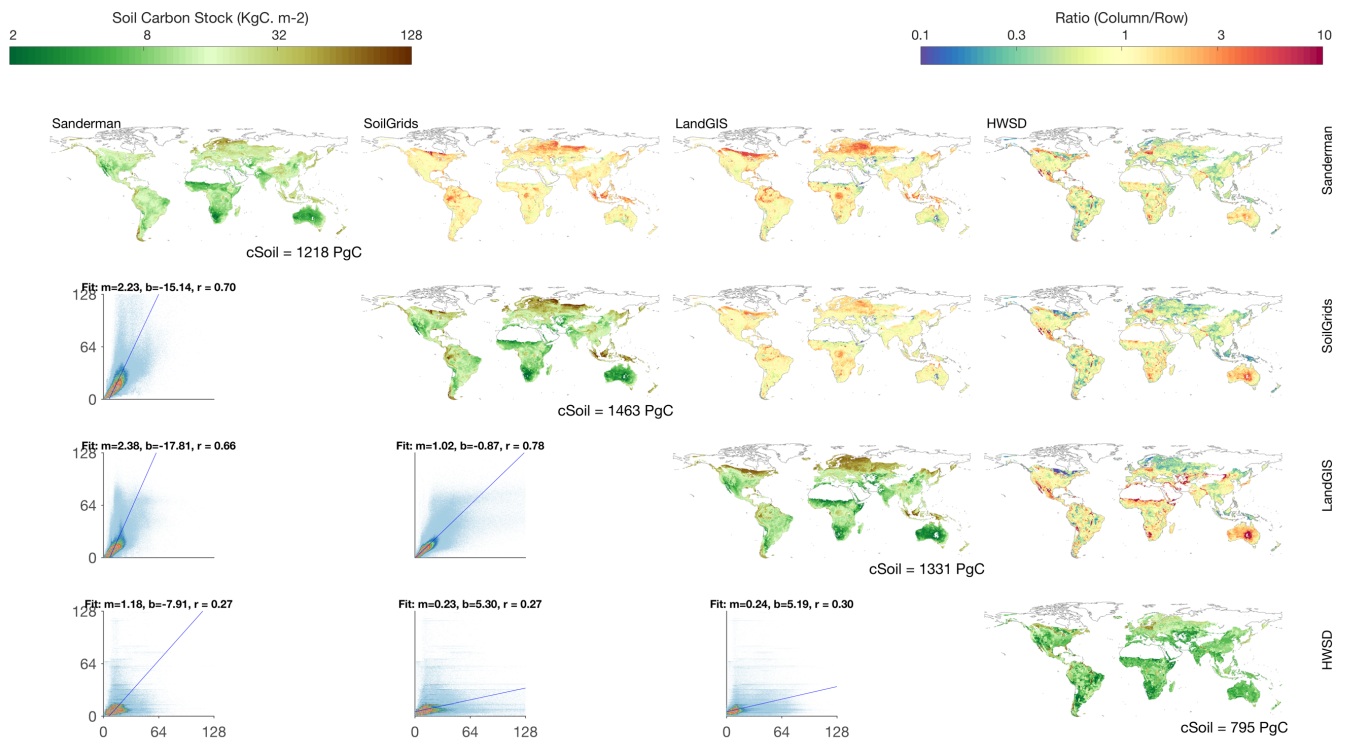 Soil Carbon Stock (KgC. m-2)
2 8 32 128
Ratio (Column/Row)
0.1 0.3 1 3 10
Sanderman SoilGrids LandGIS HWSD
Sanderman
cSoil = 1218 PgC
Fit: m=2.23, b=-15.14, r = 0.70
128
64
0
SoilGrids
cSoil = 1463 PgC
Fit: m=2.38, b=-17.81, r = 0.66
128
64
0
Fit: m=1.02, b=-0.87, r = 0.78
LandGIS
cSoil = 1331 PgC
Fit: m=1.18, b=-7.91, r = 0.27
128
64
0
0 64 128
Fit: m=0.23, b=5.30, r = 0.27
0 64 128
Fit: m=0.24, b=5.19, r = 0.30
0 64 128
HWSD
cSoil = 795 PgC